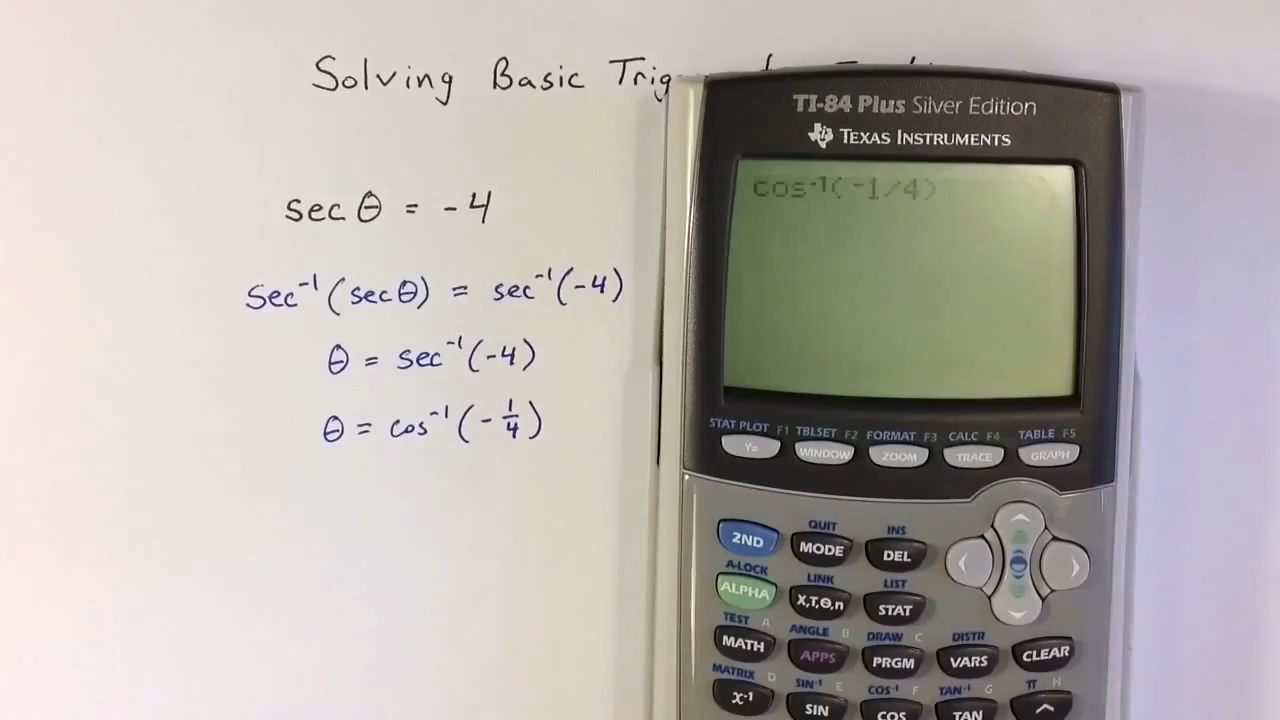 Solving Basic Trig
sec θ = -4
sec⁻¹(sec θ) = sec⁻¹(-4)
θ = sec⁻¹(-4)
θ = cos⁻¹(-1/4)
TI-84 Plus Silver Edition
TEXAS INSTRUMENTS
cos⁻¹(-1/4)
STAT PLOT F1 TBLSET F2 FORMAT F3 CALC F4 TABLE F5
Y= WINDOW ZOOM TRACE GRAPH
QUIT INS
2ND MODE DEL
A-LOCK LINK LIST
ALPHA X,T,θ,n STAT
TEST A ANGLE B DRAW C DISTR
MATH APPS PRGM VARS CLEAR
MATRIX D SIN⁻¹ E COS⁻¹ F TAN⁻¹ G π H
x⁻¹ SIN COS TAN ^